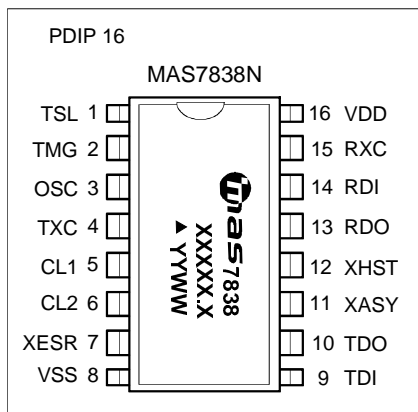 PDIP 16
MAS7838N
TSL 1
TMG 2
OSC 3
TXC 4
CL1 5
CL2 6
XESR 7
VSS 8
16 VDD
15 RXC
14 RDI
13 RDO
12 XHST
11 XASY
10 TDO
9 TDI
mas7838
XXXXX.X
▲ YYWW